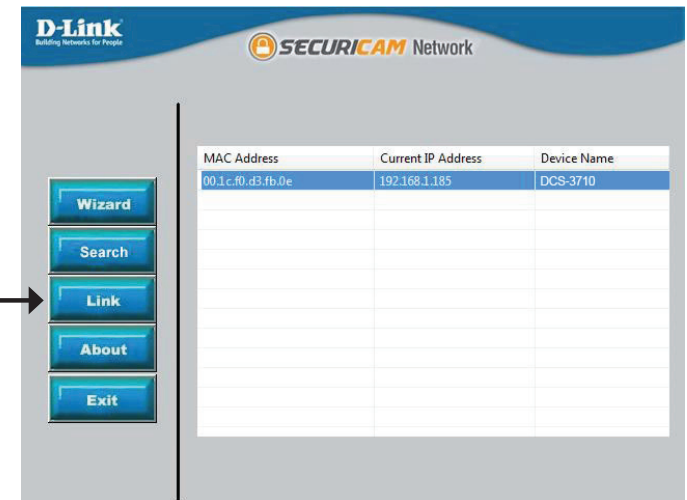 D-Link
Building Networks for People
SECURICAM Network
MAC Address Current IP Address Device Name
00.1c.f0.d3.fb.0e 192.168.1.185 DCS-3710
Wizard
Search
Link
About
Exit